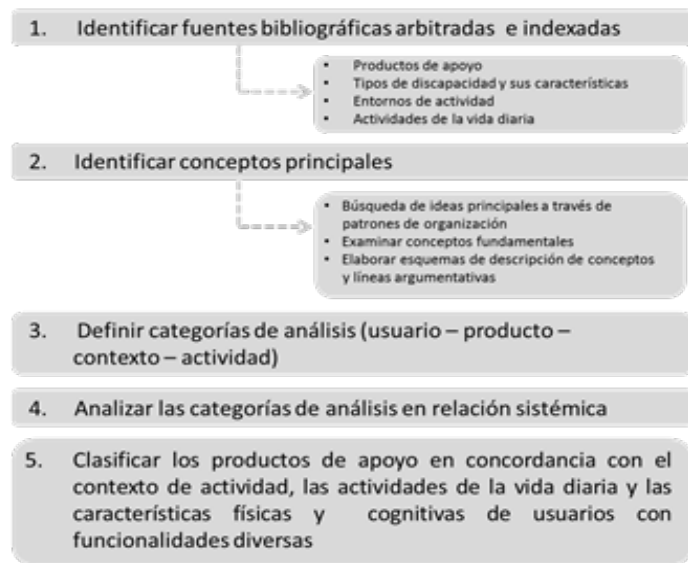 1. Identificar fuentes bibliográficas arbitradas e indexadas
• Productos de apoyo
• Tipos de discapacidad y sus características
• Entornos de actividad
• Actividades de la vida diaria
2. Identificar conceptos principales
• Búsqueda de ideas principales a través de
patrones de organización
• Examinar conceptos fundamentales
• Elaborar esquemas de descripción de conceptos
y líneas argumentativas
3. Definir categorías de análisis (usuario – producto –
contexto – actividad)
4. Analizar las categorías de análisis en relación sistémica
5. Clasificar los productos de apoyo en concordancia con el
contexto de actividad, las actividades de la vida diaria y las
características físicas y cognitivas de usuarios con
funcionalidades diversas